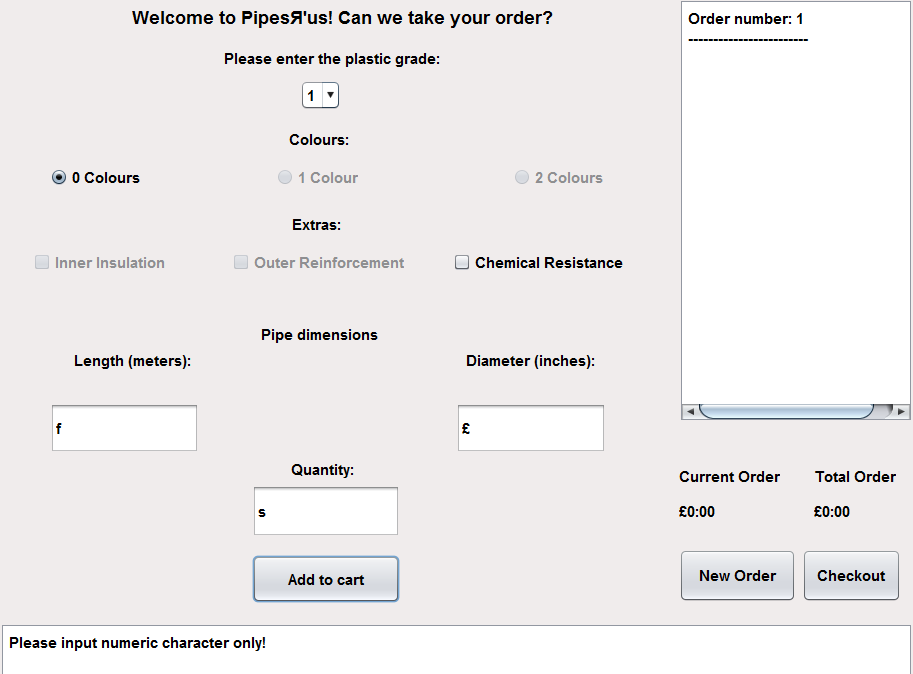 Welcome to PipesЯ'us! Can we take your order?
Please enter the plastic grade:
1
Colours:
0 Colours
1 Colour
2 Colours
Extras:
Inner Insulation
Outer Reinforcement
Chemical Resistance
Pipe dimensions
Length (meters):
Diameter (inches):
f
£
Quantity:
s
Add to cart
Order number: 1
------------------------
Current Order
Total Order
£0:00
£0:00
New Order
Checkout
Please input numeric character only!